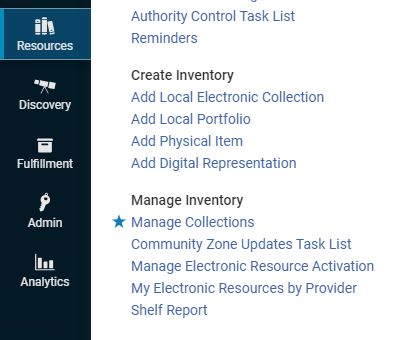 Authority Control Task List
Reminders
Create Inventory
Add Local Electronic Collection
Add Local Portfolio
Add Physical Item
Add Digital Representation
Manage Inventory
Manage Collections
Community Zone Updates Task List
Manage Electronic Resource Activation
My Electronic Resources by Provider
Shelf Report
Resources
Discovery
Fulfillment
Admin
Analytics